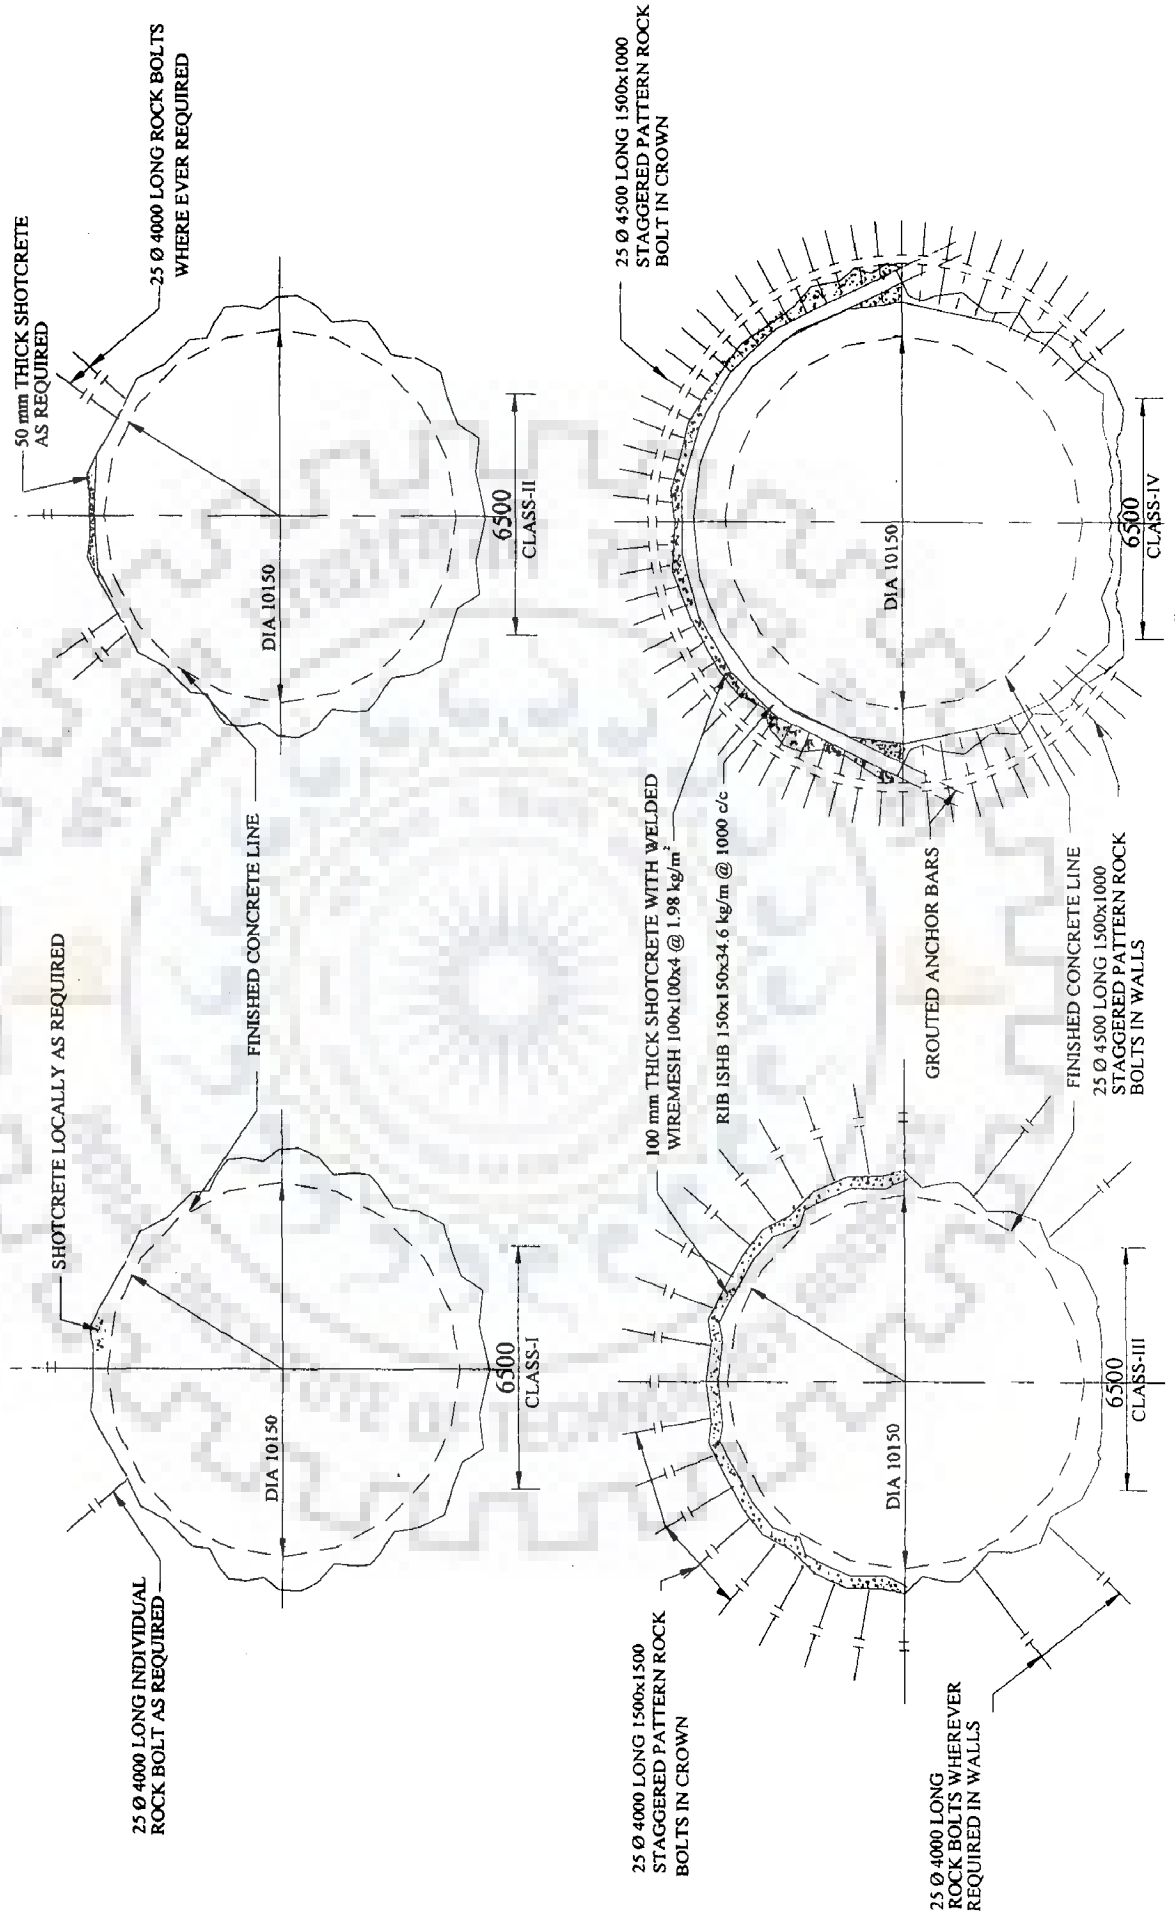 SHOTCRETE LOCALLY AS REQUIRED
25 Ø 4000 LONG INDIVIDUAL
ROCK BOLT AS REQUIRED
FINISHED CONCRETE LINE
DIA 10150
6500
CLASS-I
50 mm THICK SHOTCRETE
AS REQUIRED
25 Ø 4000 LONG ROCK BOLTS
WHERE EVER REQUIRED
DIA 10150
6500
CLASS-II
25 Ø 4000 LONG 1500x1500
STAGGERED PATTERN ROCK
BOLTS IN CROWN
100 mm THICK SHOTCRETE WITH WELDED
WIREMESH 100x100x4 @ 1.98 kg/m²
RIB ISHB 150x150x34.6 kg/m @ 1000 c/c
DIA 10150
25 Ø 4000 LONG
ROCK BOLTS WHEREVER
REQUIRED IN WALLS
6500
CLASS-III
25 Ø 4500 LONG 1500x1000
STAGGERED PATTERN ROCK
BOLT IN CROWN
DIA 10150
GROUTED ANCHOR BARS
FINISHED CONCRETE LINE
25 Ø 4500 LONG 1500x1000
STAGGERED PATTERN ROCK
BOLTS IN WALLS
6500
CLASS-IV